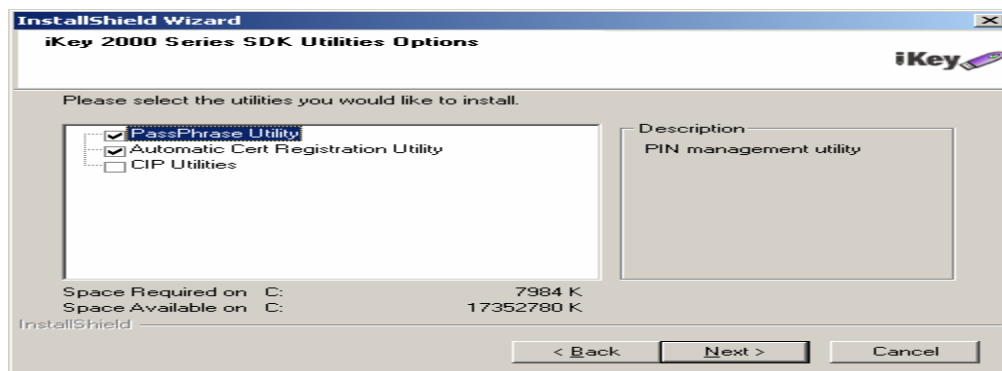 InstallShield Wizard
iKey 2000 Series SDK Utilities Options
iKey
Please select the utilities you would like to install.
PassPhrase Utility
Automatic Cert Registration Utility
CIP Utilities
Description
PIN management utility
Space Required on C: 7984 K
Space Available on C: 17352780 K
InstallShield
< Back Next > Cancel